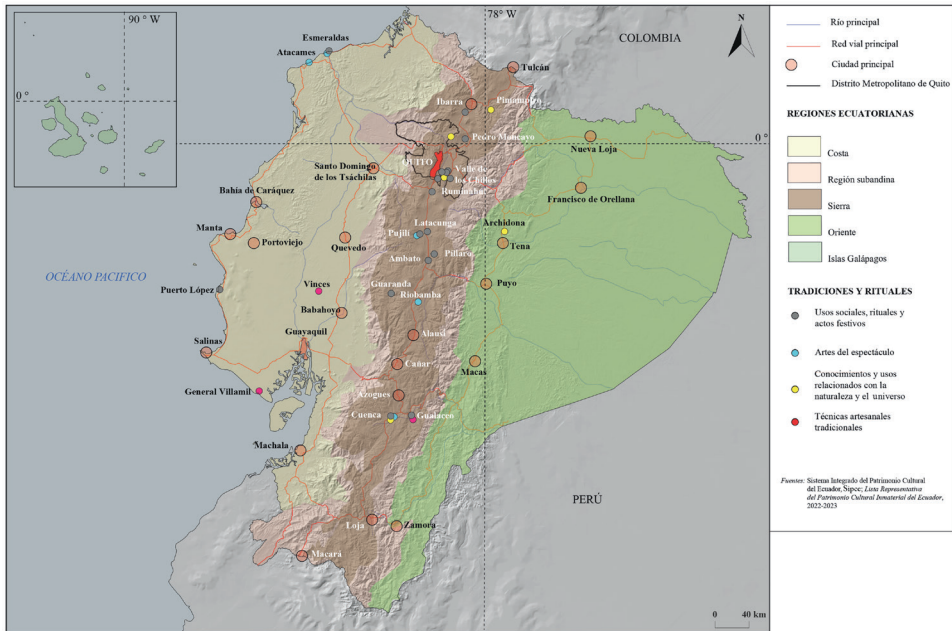 90° W
0°
78° W
COLOMBIA
N
Esmeraldas
Atacames
Tulcán
Ibarra
Pimampiro
Pedro Moncayo
0°
Nueva Loja
QUITO
Valle de
los Chillos
Santo Domingo
de los Tsáchilas
Rumiñahui
Francisco de Orellana
Bahía de Caráquez
Latacunga
Archidona
Manta
Pujilí
Portoviejo
Quevedo
Tena
Píllaro
Ambato
OCÉANO PACIFICO
Puerto López
Vinces
Guaranda
Riobamba
Puyo
Babahoyo
Guayaquil
Alausí
Salinas
Cañar
Macas
General Villamil
Azogues
Cuenca
Gualaceo
Machala
PERÚ
Loja
Zamora
Macará
0 40 km
Río principal
Red vial principal
Ciudad principal
Distrito Metropolitano de Quito
REGIONES ECUATORIANAS
Costa
Región subandina
Sierra
Oriente
Islas Galápagos
TRADICIONES Y RITUALES
Usos sociales, rituales y
actos festivos
Artes del espectáculo
Conocimientos y usos
relacionados con la
naturaleza y el universo
Técnicas artesanales
tradicionales
Fuentes: Sistema Integrado del Patrimonio Cultural
del Ecuador, Sipce; Lista Representativa
del Patrimonio Cultural Inmaterial del Ecuador,
2022-2023